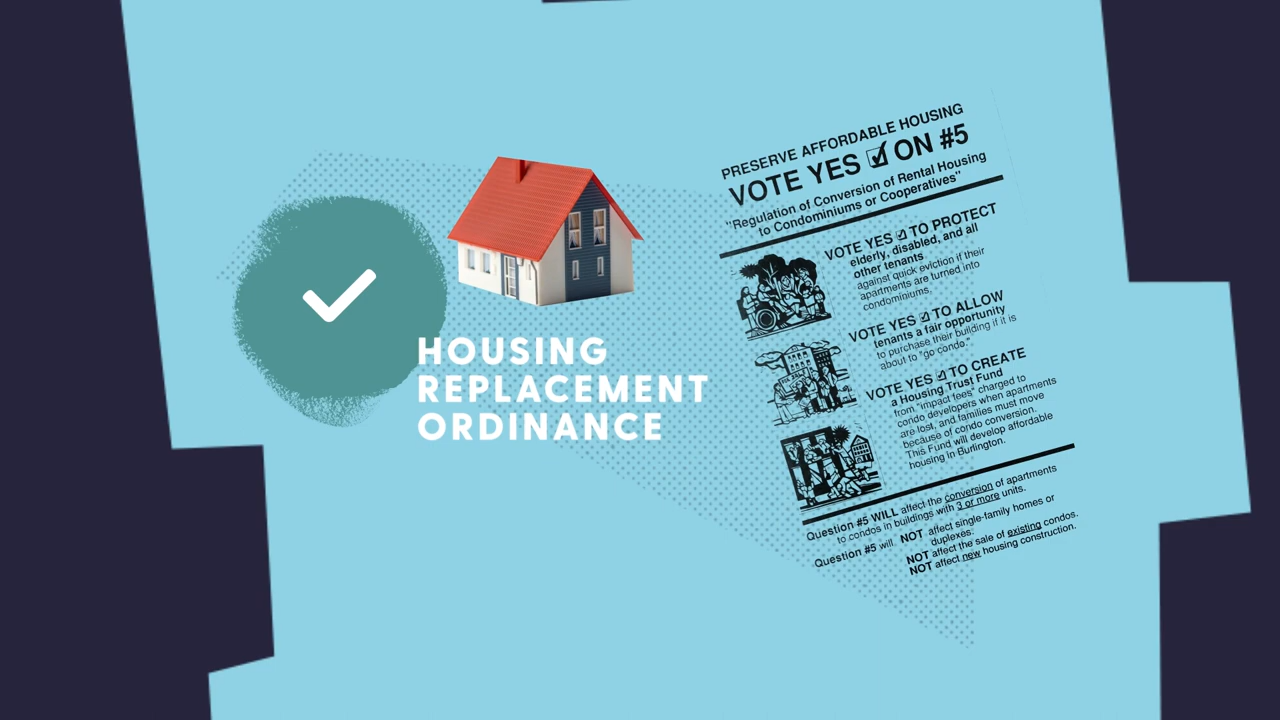 HOUSING
REPLACEMENT
ORDINANCE
PRESERVE AFFORDABLE HOUSING
VOTE YES ☑ ON #5
"Regulation of Conversion of Rental Housing
to Condominiums or Cooperatives"
VOTE YES ☑ TO PROTECT
elderly, disabled, and all
other tenants
against quick eviction if their
apartments are turned into
condominiums.
VOTE YES ☑ TO ALLOW
tenants a fair opportunity
to purchase their building if it is
about to "go condo."
VOTE YES ☑ TO CREATE
a Housing Trust Fund
from "impact fees" charged to
condo developers when apartments
are lost, and families must move
because of condo conversion.
This Fund will develop affordable
housing in Burlington.
Question #5 WILL affect the conversion of apartments
to condos in buildings with 3 or more units.
Question #5 will NOT affect single-family homes or
duplexes.
NOT affect the sale of existing condos.
NOT affect new housing construction.